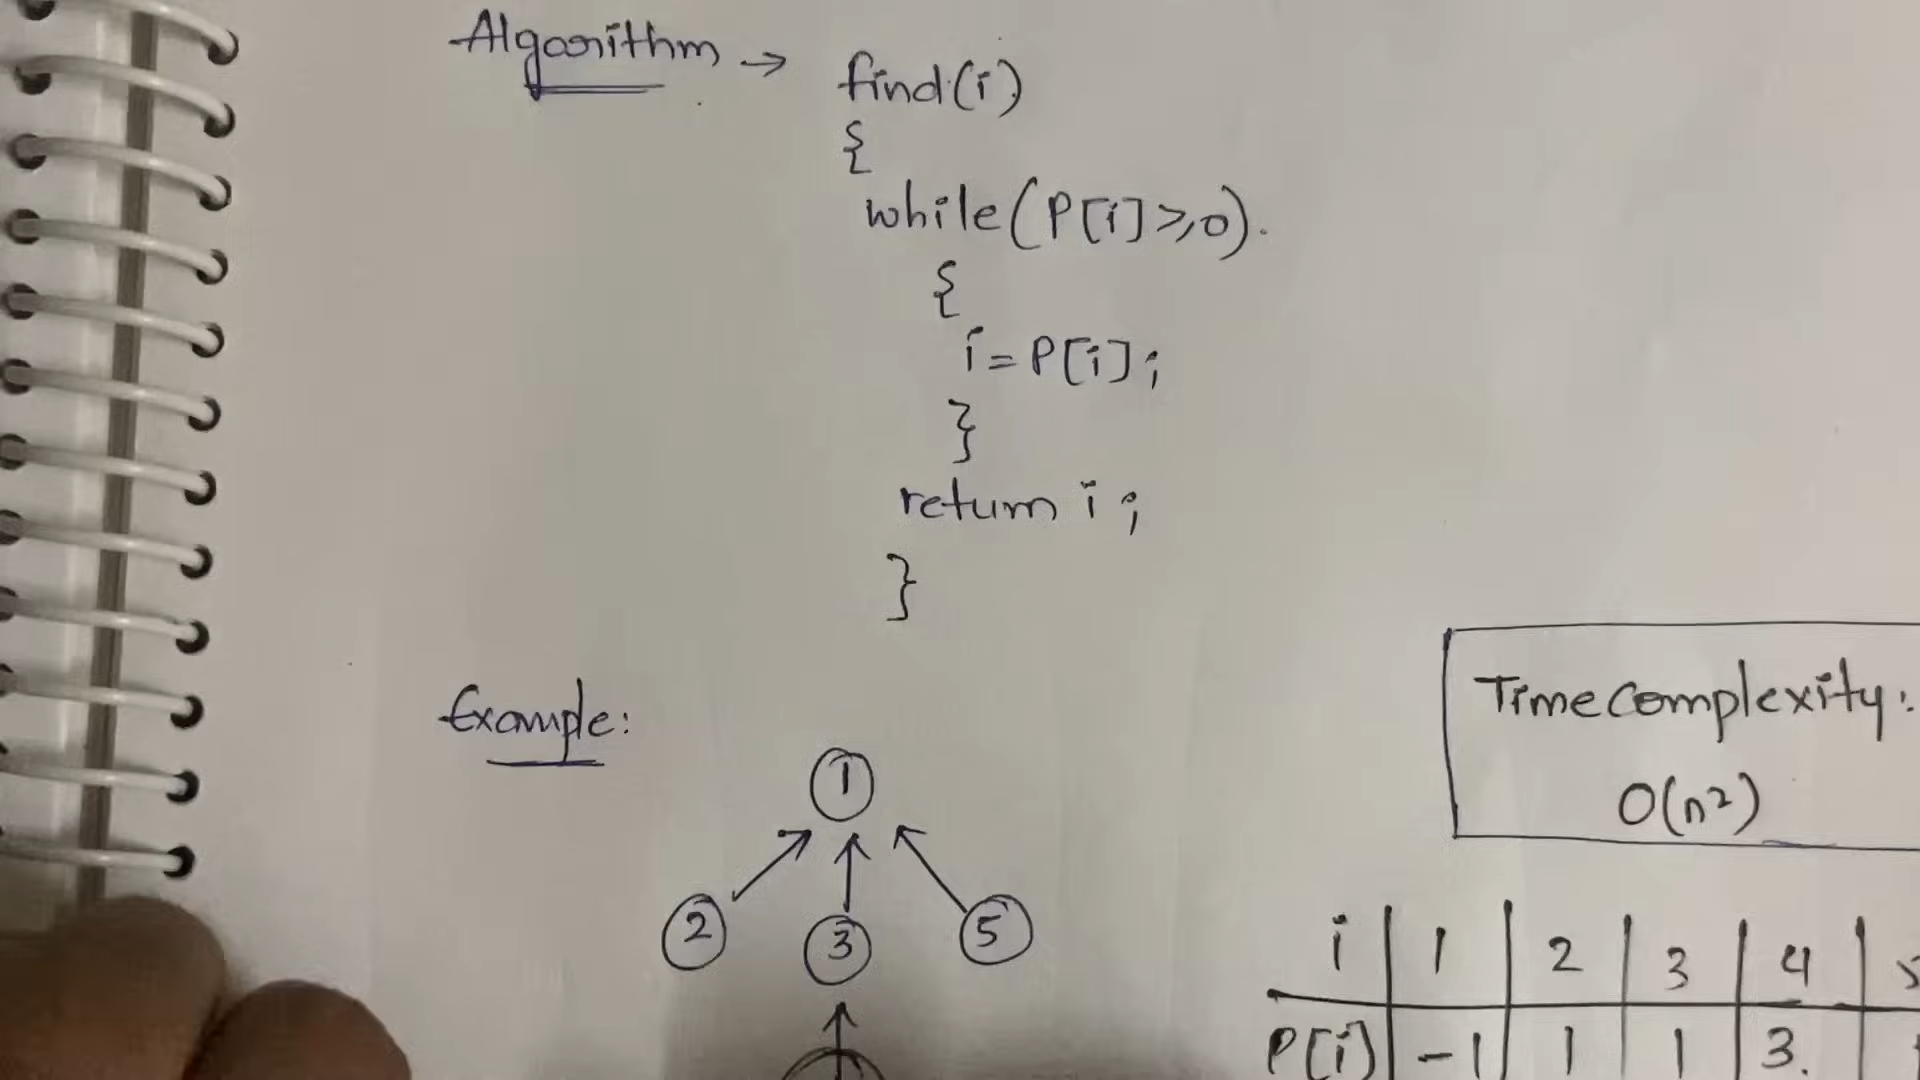 Algorithm → find(i)
{
while(P[i]≥0).
{
i=P[i];
}
return i;
}
Example:
Time complexity:
O(n²)
1
2 3 5
i | 1 | 2 | 3 | 4 | 5
P[i] | -1 | 1 | 1 | 3.